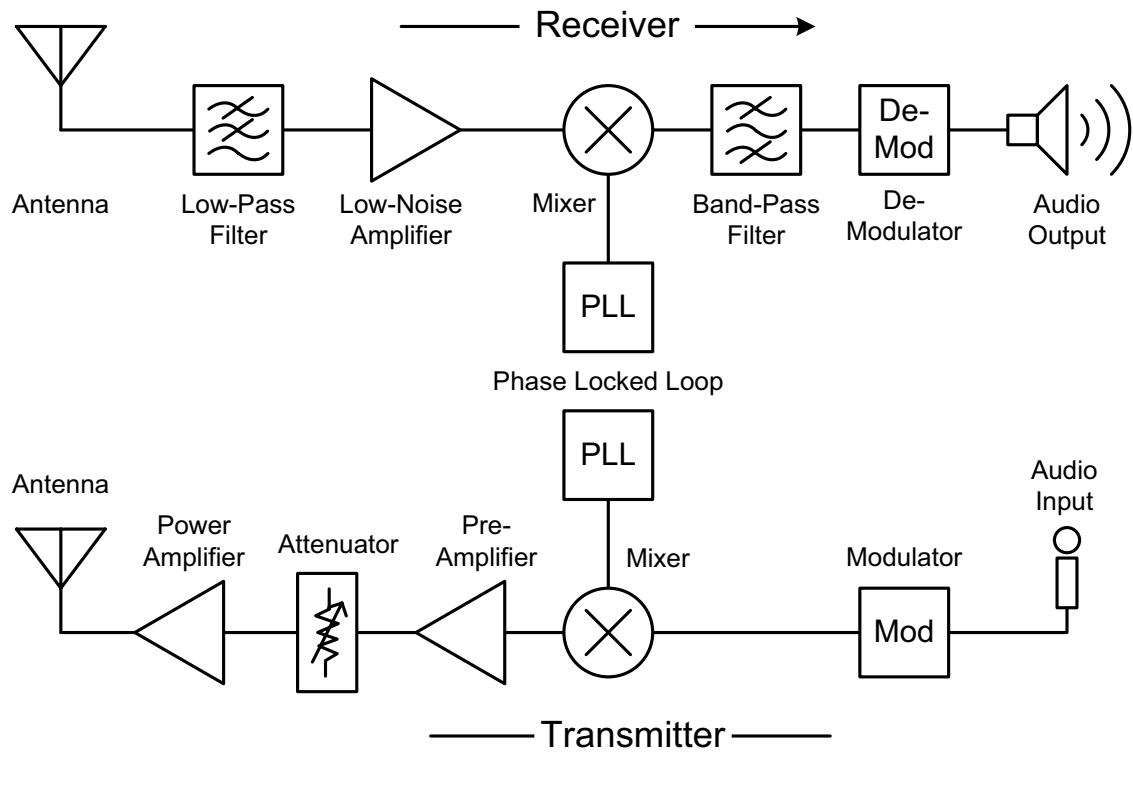 Receiver
De-
Mod
Antenna
Low-Pass
Filter
Low-Noise
Amplifier
Mixer
Band-Pass
Filter
De-
Modulator
Audio
Output
PLL
Phase Locked Loop
PLL
Antenna
Power
Amplifier
Attenuator
Pre-
Amplifier
Mixer
Modulator
Audio
Input
Mod
Transmitter